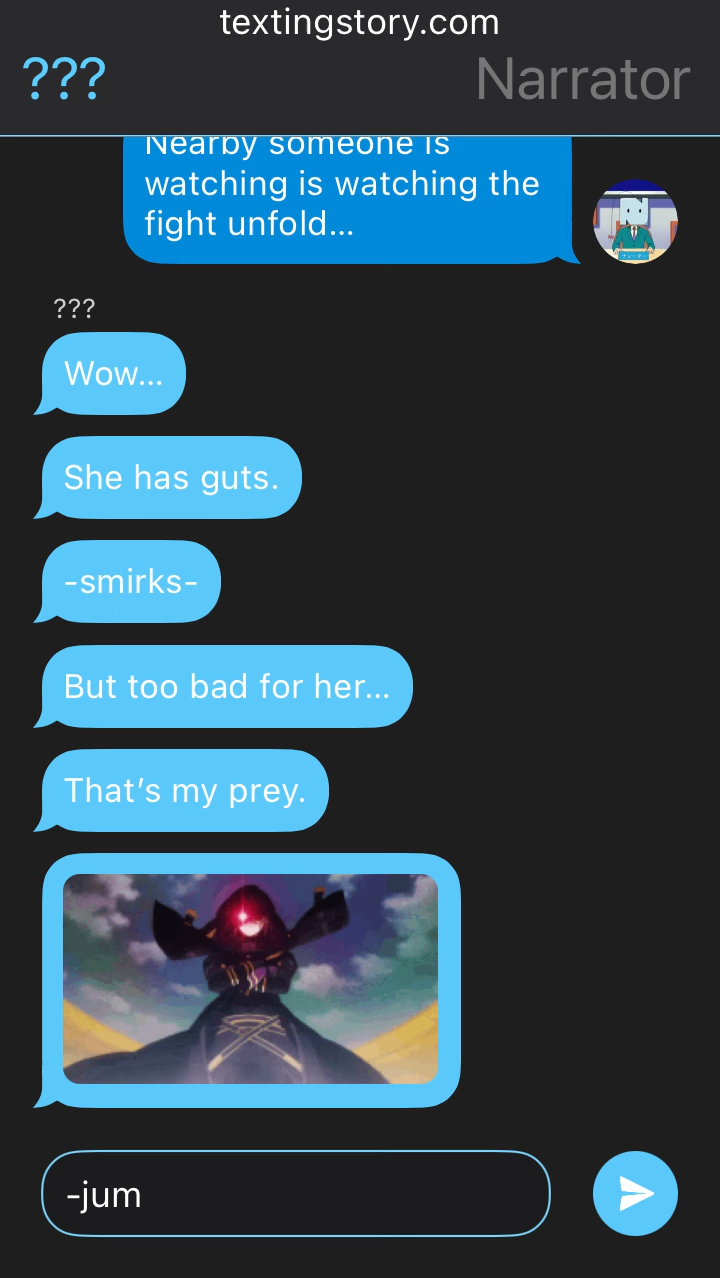 textingstory.com
???
Narrator
Nearby someone is
watching is watching the
fight unfold...
???
Wow...
She has guts.
-smirks-
But too bad for her...
That’s my prey.
-jum